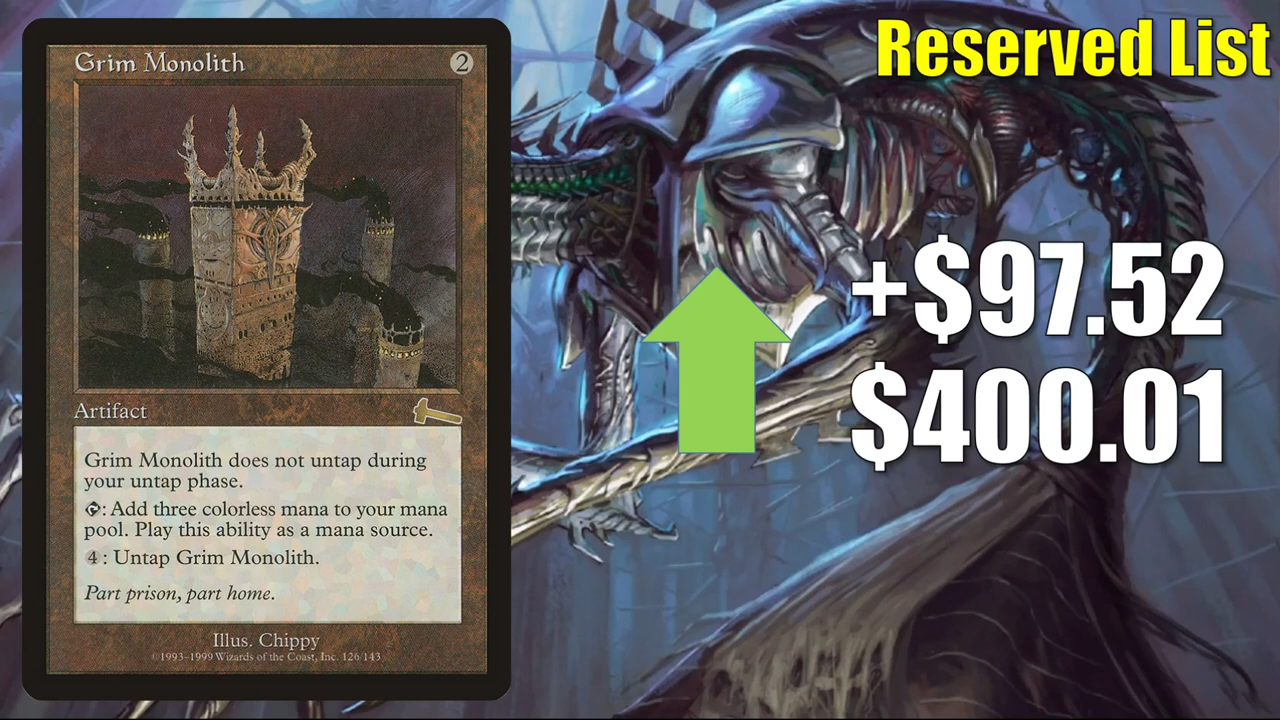 Grim Monolith
2
Reserved List
+$97.52
$400.01
Artifact
Grim Monolith does not untap during
your untap phase.
: Add three colorless mana to your mana
pool. Play this ability as a mana source.
4 : Untap Grim Monolith.
Part prison, part home.
Illus. Chippy
©1993-1999 Wizards of the Coast, Inc. 126/143